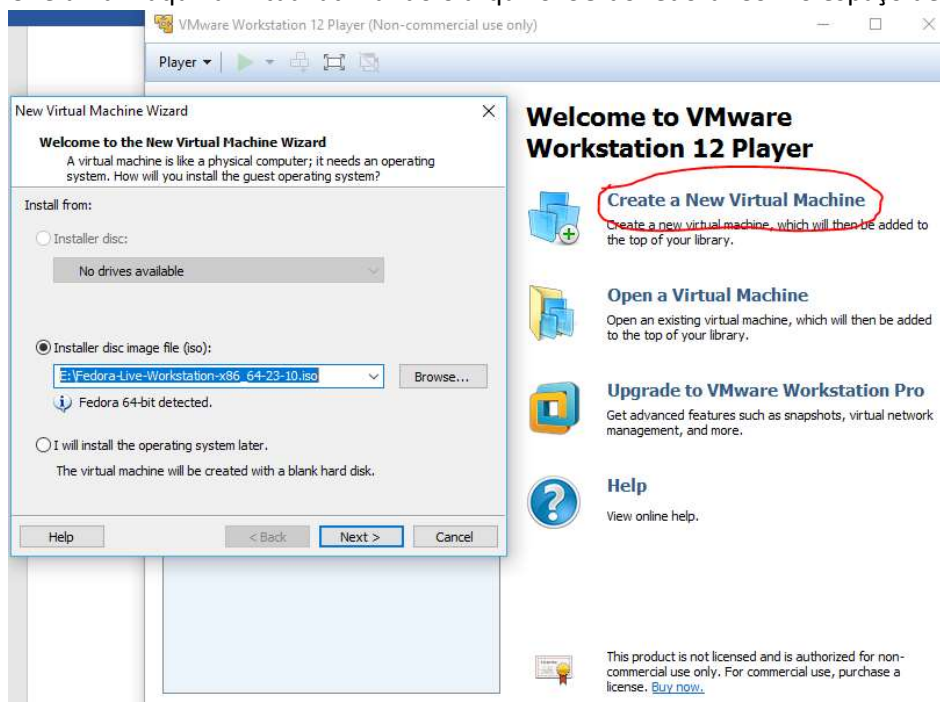 VMware Workstation 12 Player (Non-commercial use only)
Player
New Virtual Machine Wizard
Welcome to the New Virtual Machine Wizard
A virtual machine is like a physical computer; it needs an operating
system. How will you install the guest operating system?
Install from:
Installer disc:
No drives available
Installer disc image file (iso):
E:\Fedora-Live-Workstation-x86_64-23-10.iso
Browse...
Fedora 64-bit detected.
I will install the operating system later.
The virtual machine will be created with a blank hard disk.
Help
< Back
Next >
Cancel
Welcome to VMware
Workstation 12 Player
Create a New Virtual Machine
Create a new virtual machine, which will then be added to
the top of your library.
Open a Virtual Machine
Open an existing virtual machine, which will then be added
to the top of your library.
Upgrade to VMware Workstation Pro
Get advanced features such as snapshots, virtual network
management, and more.
Help
View online help.
This product is not licensed and is authorized for non-
commercial use only. For commercial use, purchase a
license. Buy now.